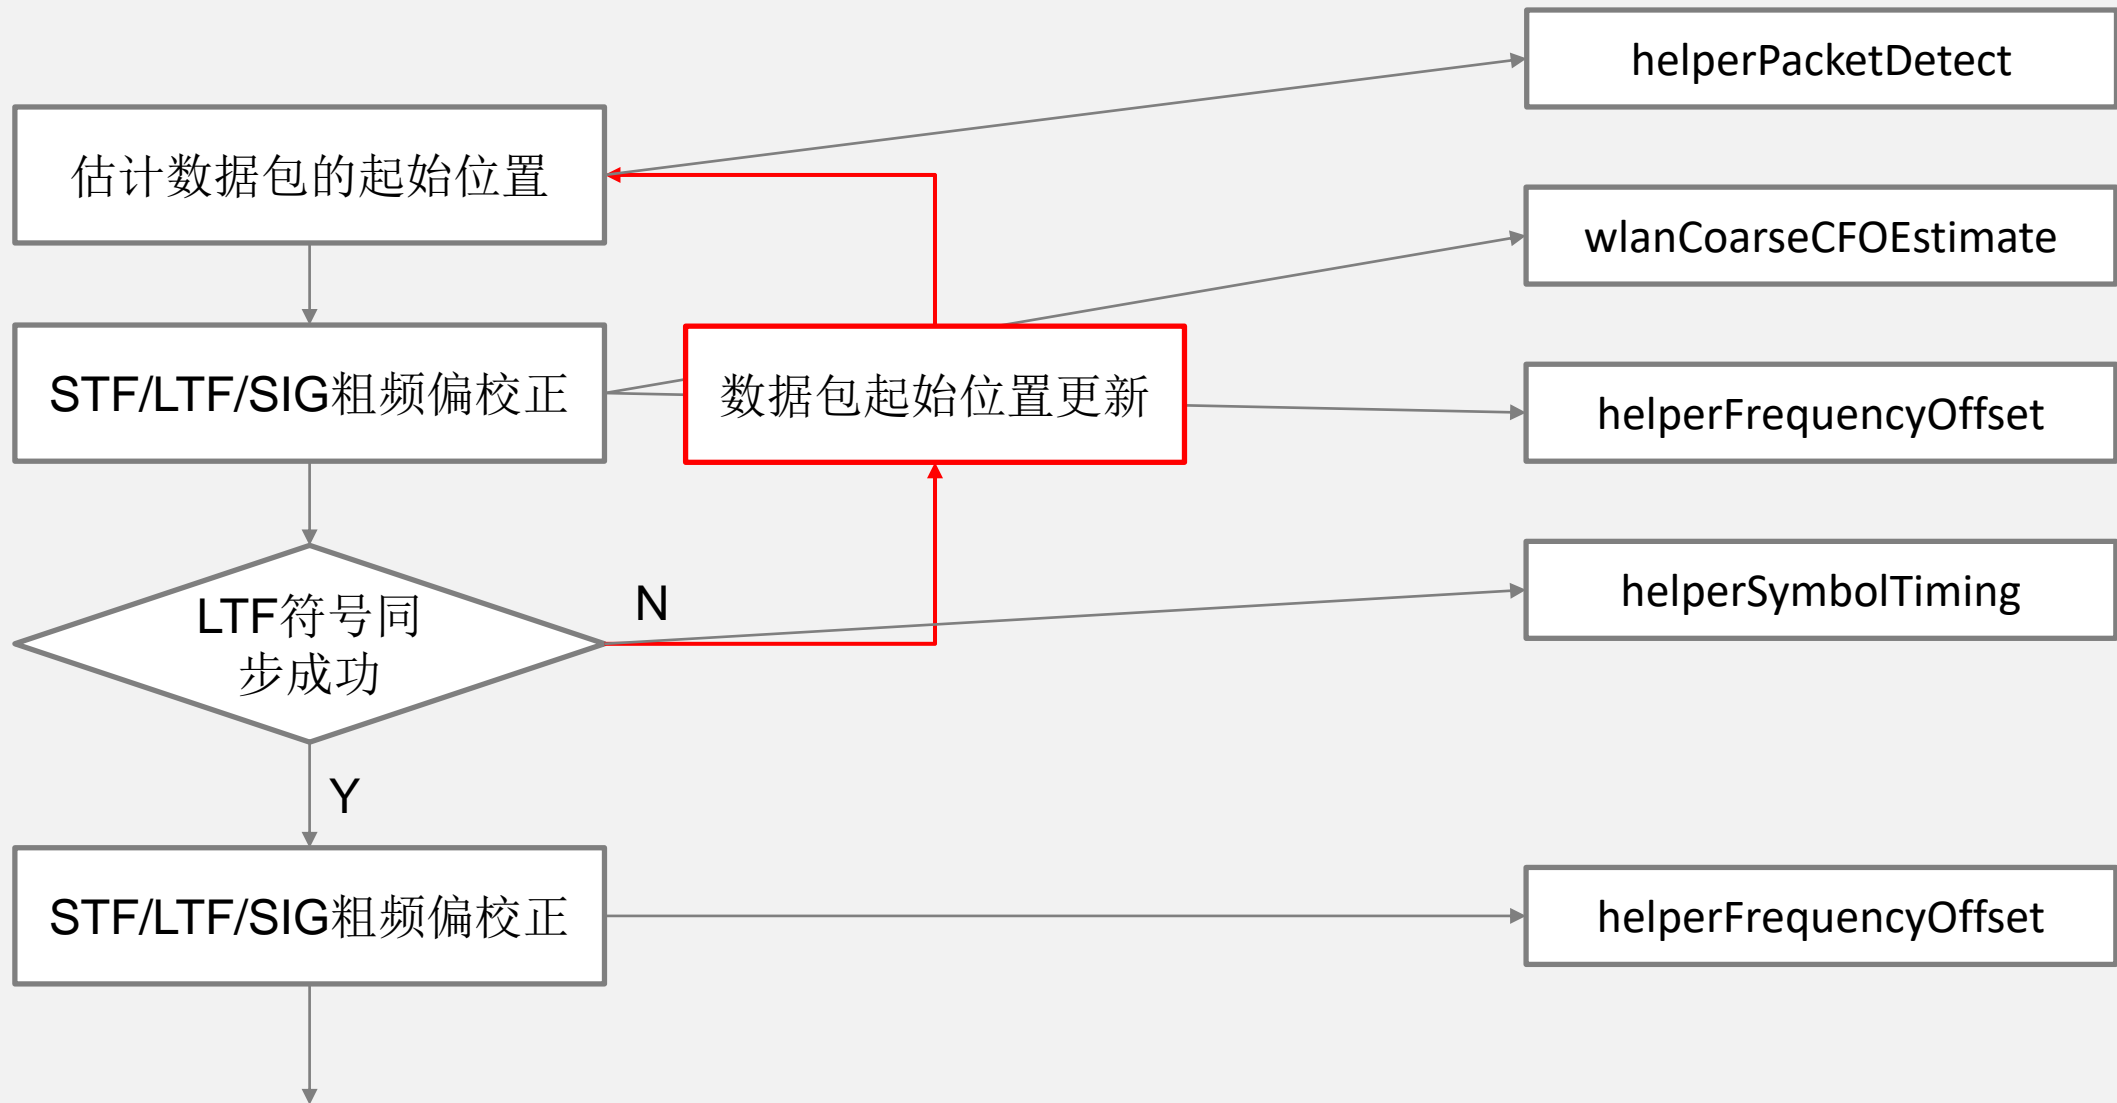 helperPacketDetect
估计数据包的起始位置
wlanCoarseCFOEstimate
STF/LTF/SIG粗频偏校正
数据包起始位置更新
helperFrequencyOffset
LTF符号同
步成功
N
helperSymbolTiming
Y
STF/LTF/SIG粗频偏校正
helperFrequencyOffset